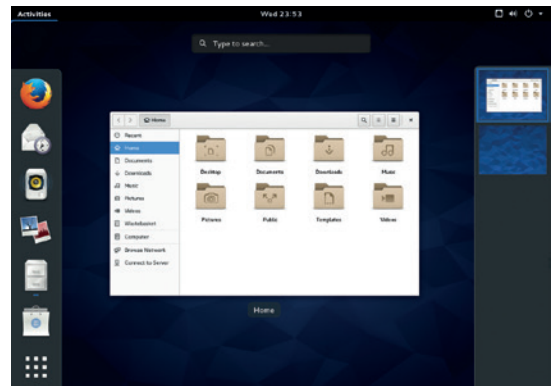 Activities
Wed 23:53
Type to search...
Home
Recent
Home
Documents
Downloads
Music
Pictures
Videos
Wastebasket
Computer
Browse Network
Connect to Server
Desktop
Documents
Downloads
Music
Pictures
Public
Templates
Videos
Home